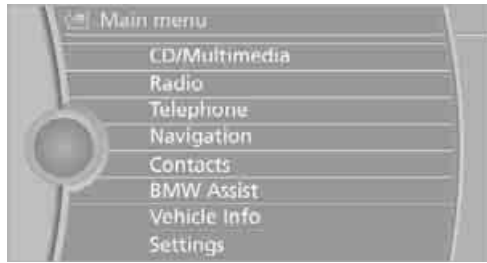 Main menu
CD/Multimedia
Radio
Telephone
Navigation
Contacts
BMW Assist
Vehicle Info
Settings